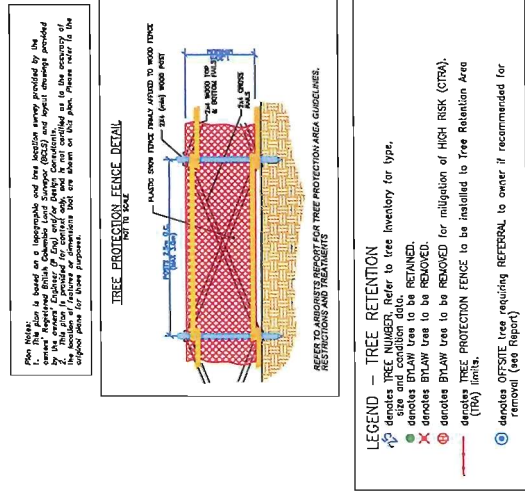 Plan Notes:
1. This plan is based on a topographic and tree location survey provided by the
owners' Registered British Columbia Land Surveyor (BCLS) and layout drawings provided
by the owners' Engineer (P Eng) and/or Design Consultants.
2. This plan is provided for context only, and is not certified as to the accuracy of
the location of features or dimensions that are shown on this plan. Please refer to the
original plans for those purposes.
TREE PROTECTION FENCE DETAIL
NOT TO SCALE
PLASTIC SNOW FENCE FIRMLY AFFIXED TO WOOD FENCE
2X4 (min) WOOD POST
2x4 WOOD TOP
& BOTTOM RAILS
2x4 CROSS
RAILS
POSTS O.C.
(MAX 3.0m)
REFER TO ARBORISTS REPORT FOR TREE PROTECTION AREA GUIDELINES,
RESTRICTIONS AND TREATMENTS
LEGEND – TREE RETENTION
denotes TREE NUMBER. Refer to tree inventory for type,
size and condition data.
denotes BYLAW tree to be RETAINED.
denotes BYLAW tree to be REMOVED.
denotes BYLAW tree to be REMOVED for mitigation of HIGH RISK (CTRA).
denotes TREE PROTECTION FENCE to be installed to Tree Retention Area
(TRA) limits.
denotes OFFSITE tree requiring REFERRAL to owner if recommended for
removal (see Report)